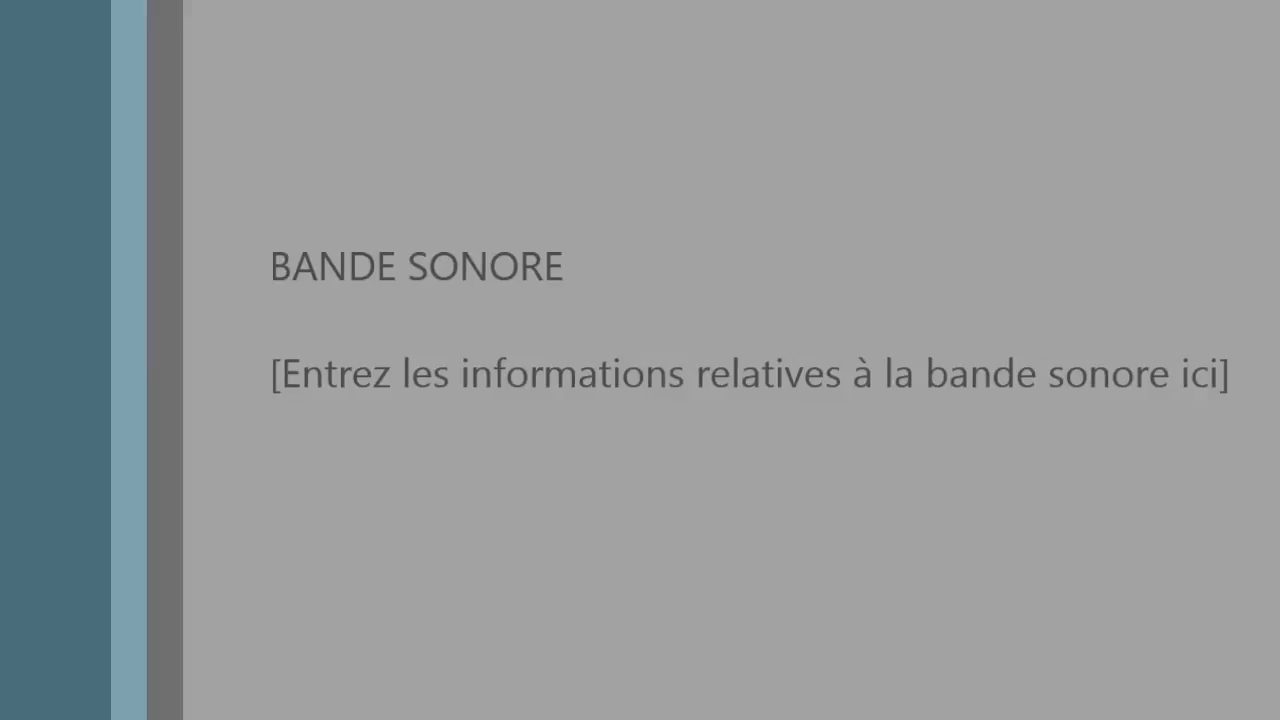 BANDE SONORE
[Entrez les informations relatives à la bande sonore ici]